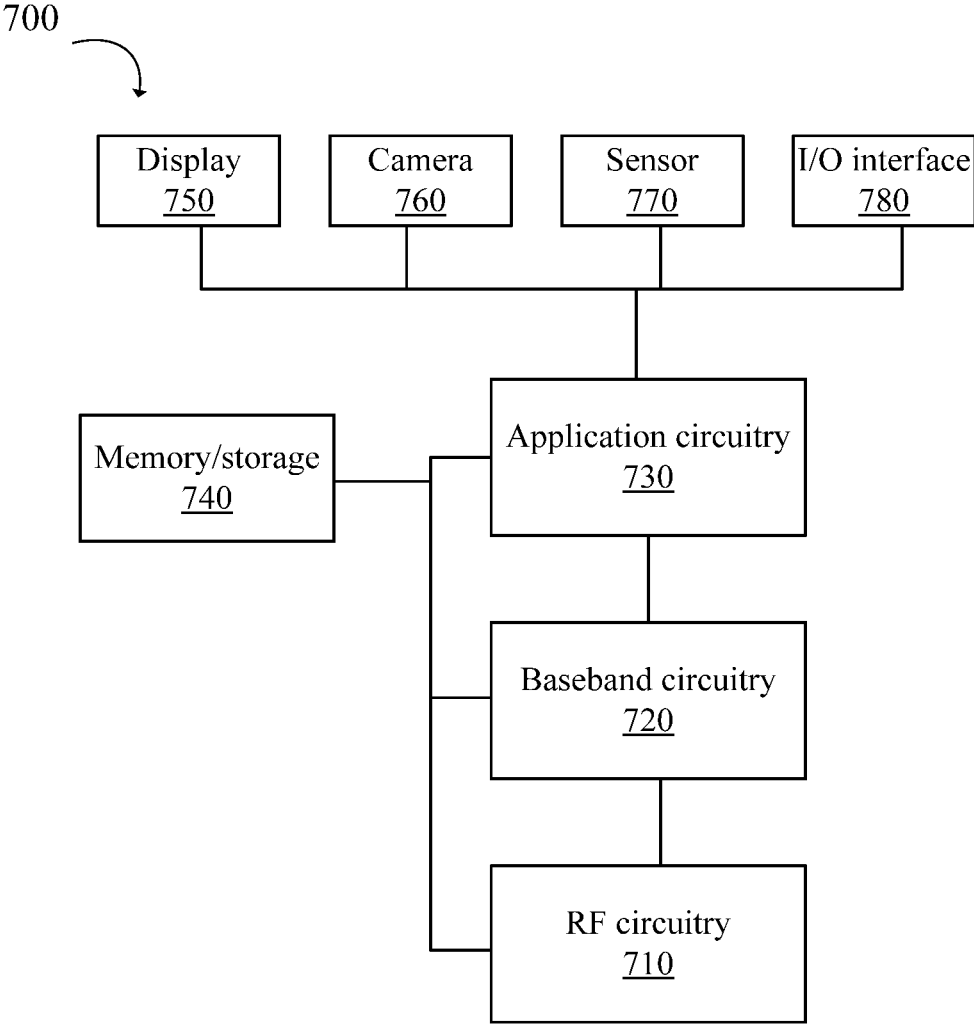 700
Display
750
Camera
760
Sensor
770
I/O interface
780
Application circuitry
730
Memory/storage
740
Baseband circuitry
720
RF circuitry
710